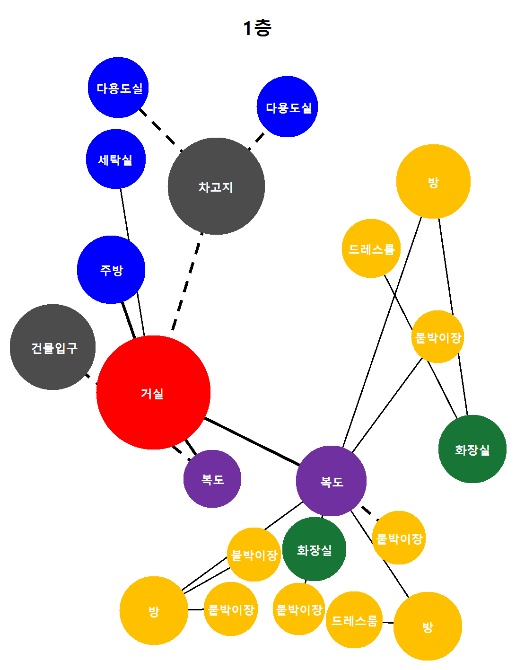 1층
다용도실
다용도실
세탁실
차고지
방
드레스룸
주방
붙박이장
건물입구
거실
화장실
복도
복도
붙박이장
붙박이장
화장실
방
붙박이장
붙박이장
드레스룸
방